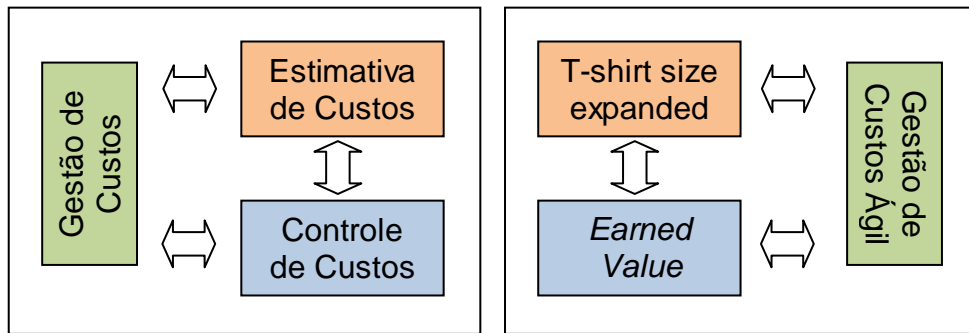 Gestão de
Custos
Estimativa
de Custos
Controle
de Custos
T-shirt size
expanded
Earned
Value
Gestão de
Custos Ágil